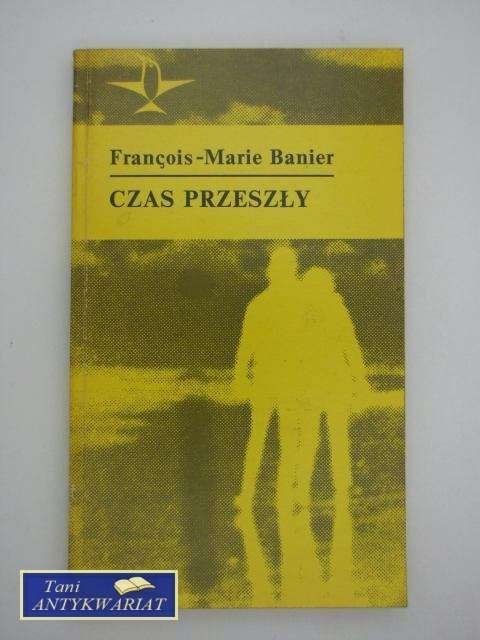 François-Marie Banier
CZAS PRZESZŁY
Tani
ANTYKWARIAT